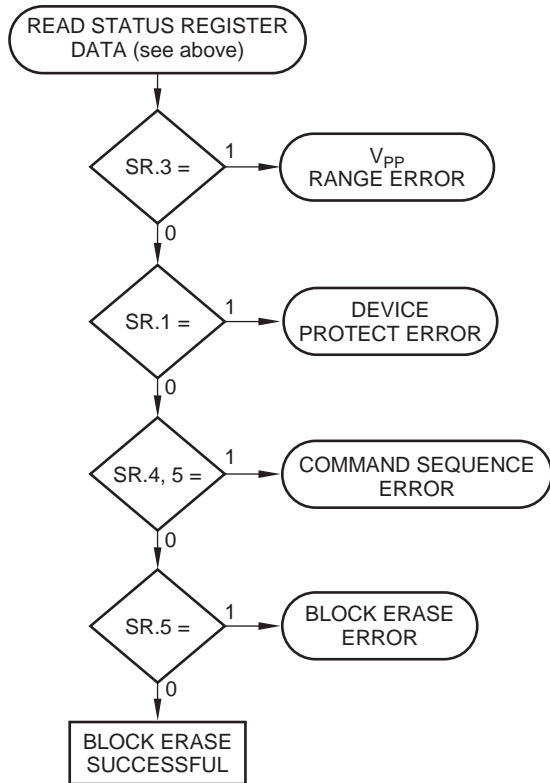 READ STATUS REGISTER
DATA (see above)
SR.3 =
1
VPP
RANGE ERROR
0
SR.1 =
1
DEVICE
PROTECT ERROR
0
SR.4, 5 =
1
COMMAND SEQUENCE
ERROR
0
SR.5 =
1
BLOCK ERASE
ERROR
0
BLOCK ERASE
SUCCESSFUL